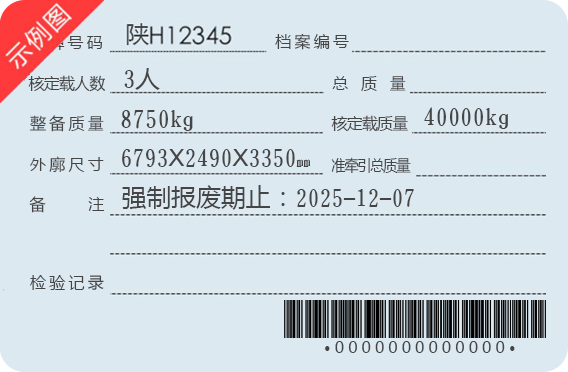 示例图
号码 陕H12345 档案编号
核定载人数 3人 总质量
整备质量 8750kg 核定载质量 40000kg
外廓尺寸 6793X2490X3350mm 准牵引总质量
备注 强制报废期止：2025-12-07
检验记录
•0000000000000•